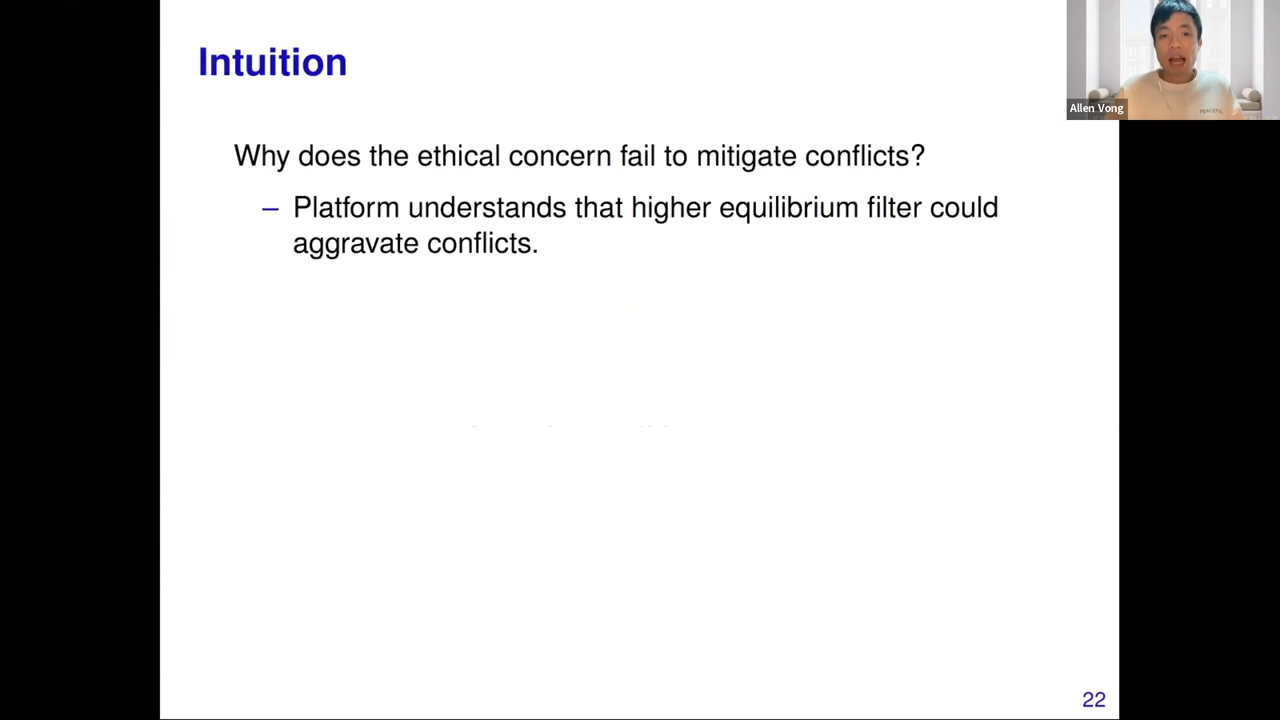 Intuition
Allen Vong
Why does the ethical concern fail to mitigate conflicts?
– Platform understands that higher equilibrium filter could
aggravate conflicts.
22